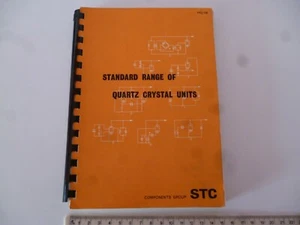 STANDARD RANGE OF
QUARTZ CRYSTAL UNITS
COMPONENTS GROUP STC